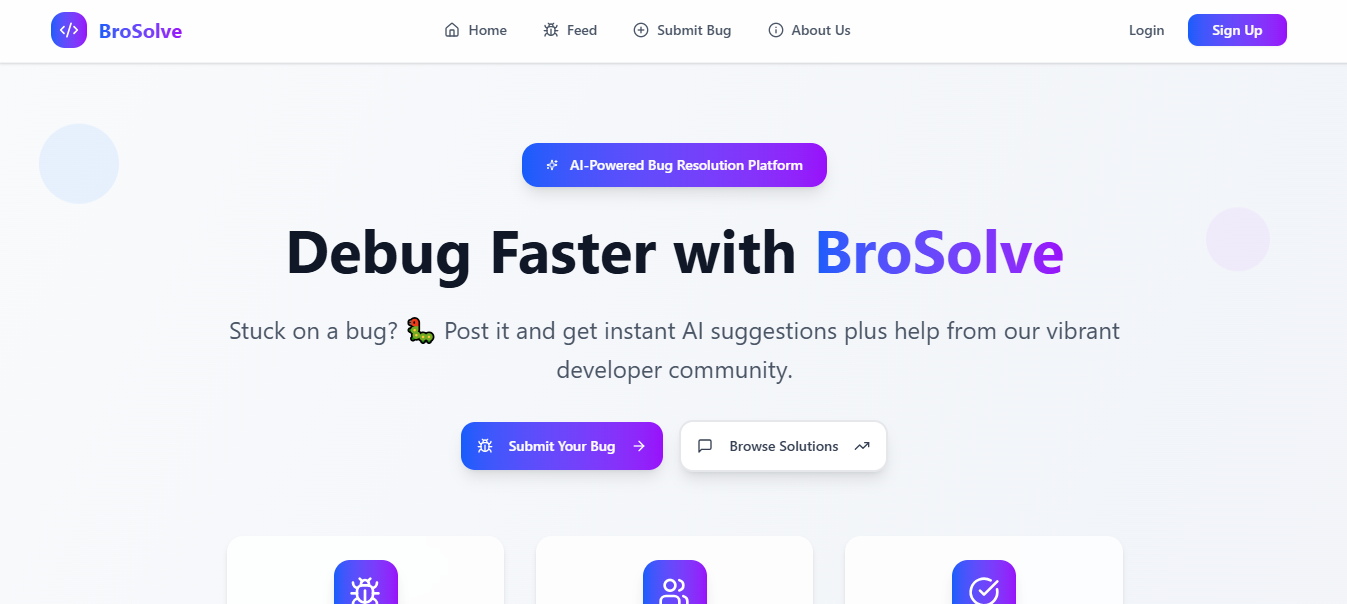 BroSolve
Home
Feed
Submit Bug
About Us
Login
Sign Up
AI-Powered Bug Resolution Platform
Debug Faster with BroSolve
Stuck on a bug? 🐛 Post it and get instant AI suggestions plus help from our vibrant
developer community.
Submit Your Bug
Browse Solutions